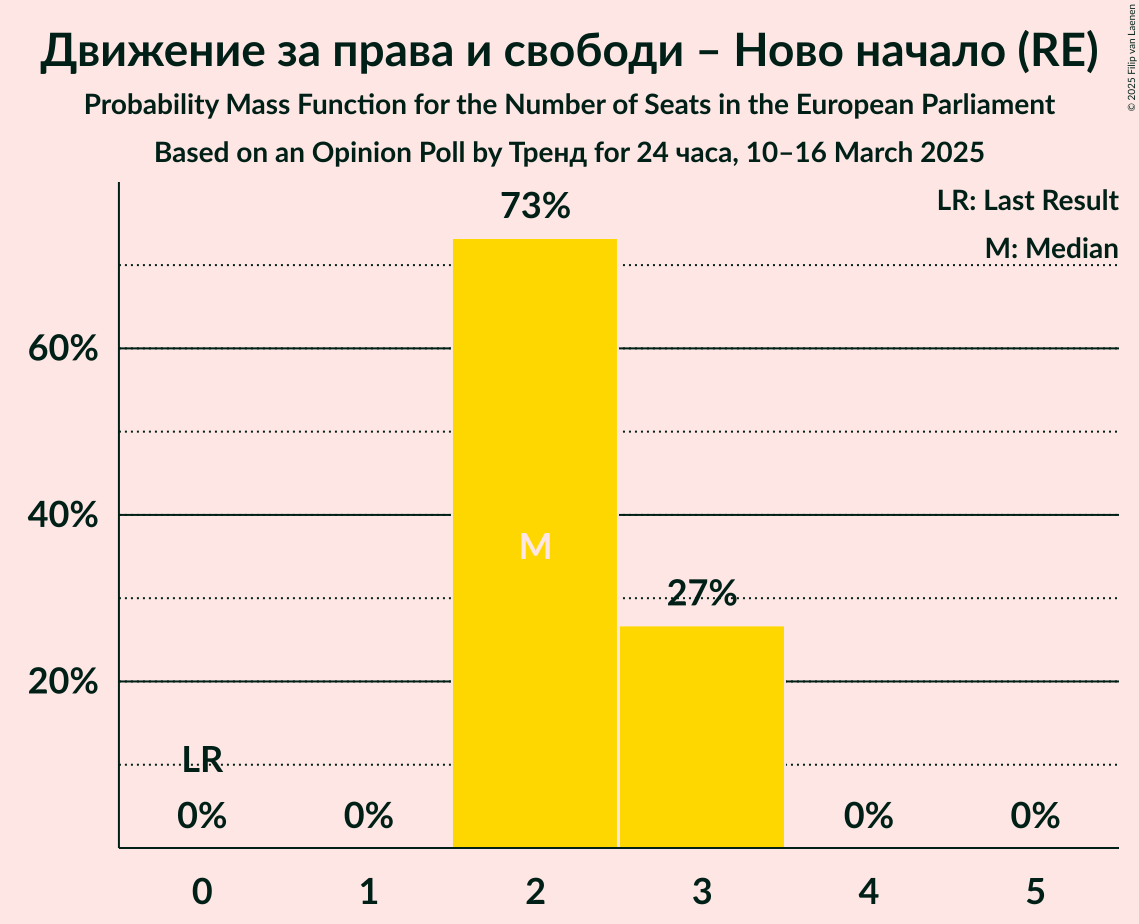 Движение за права и свободи – Ново начало (RE)
Probability Mass Function for the Number of Seats in the European Parliament
Based on an Opinion Poll by Тренд for 24 часа, 10–16 March 2025
© 2025 Filip van Laenen
LR: Last Result
M: Median
73%
60%
40%
M
27%
20%
LR
0% 0% 0% 0%
0 1 2 3 4 5